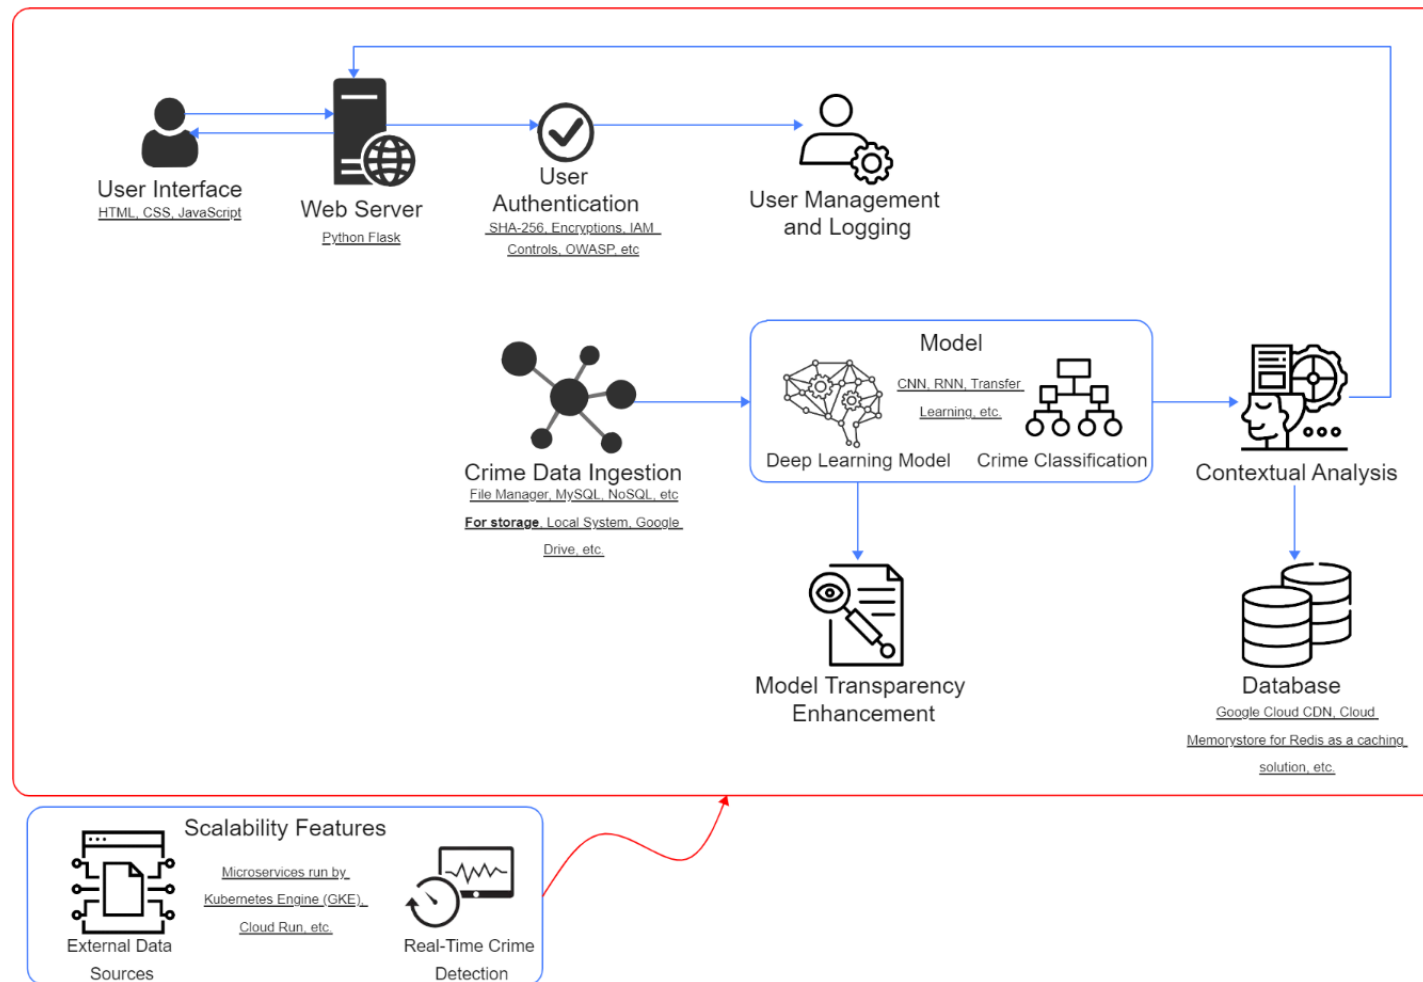 User Interface
HTML, CSS, JavaScript
Web Server
Python Flask
User
Authentication
SHA-256, Encryptions, IAM
Controls, OWASP, etc
User Management
and Logging
Crime Data Ingestion
File Manager, MySQL, NoSQL, etc
For storage, Local System, Google
Drive, etc.
Model
CNN, RNN, Transfer
Learning, etc.
Deep Learning Model
Crime Classification
Contextual Analysis
Model Transparency
Enhancement
Database
Google Cloud CDN, Cloud
Memorystore for Redis as a caching
solution, etc.
Scalability Features
Microservices run by
Kubernetes Engine (GKE),
Cloud Run, etc.
External Data
Sources
Real-Time Crime
Detection